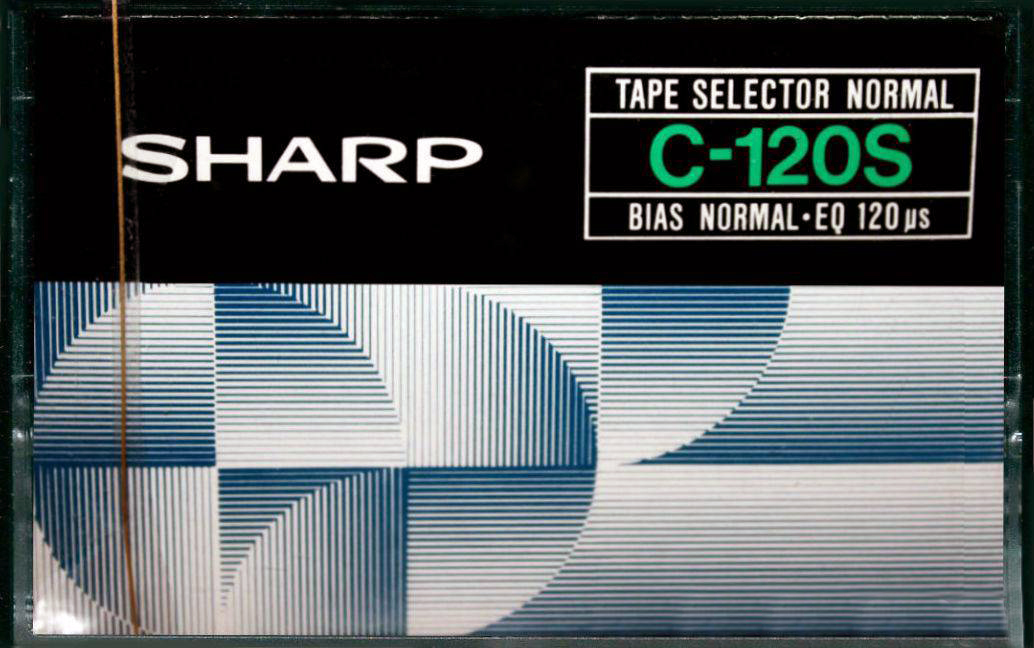 SHARP
TAPE SELECTOR NORMAL
C-120S
BIAS NORMAL・EQ 120μs